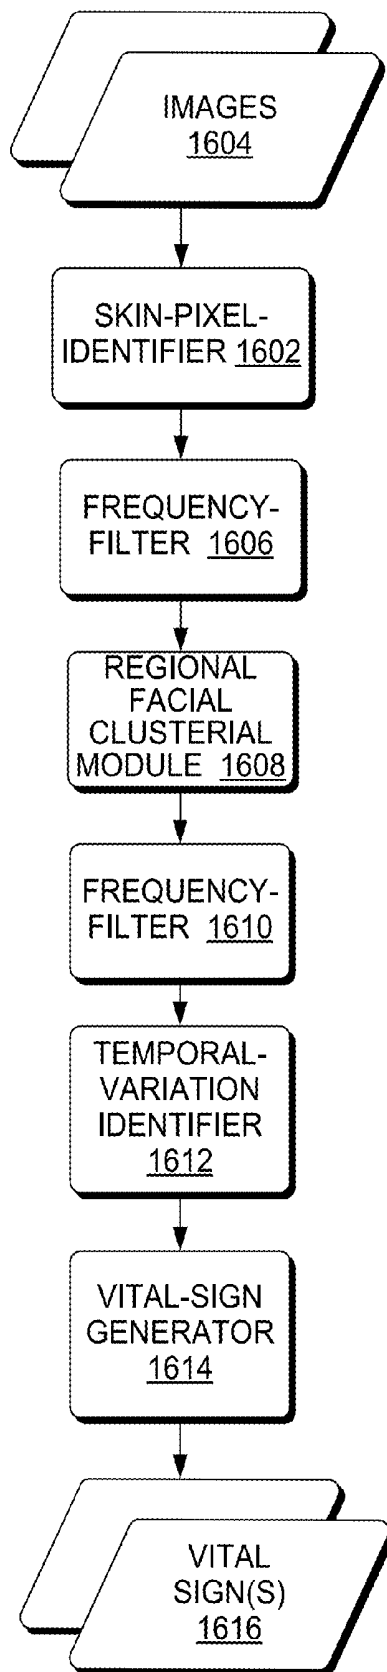 IMAGES
1604
SKIN-PIXEL-
IDENTIFIER 1602
FREQUENCY-
FILTER 1606
REGIONAL
FACIAL
CLUSTERIAL
MODULE 1608
FREQUENCY-
FILTER 1610
TEMPORAL-
VARIATION
IDENTIFIER
1612
VITAL-SIGN
GENERATOR
1614
VITAL
SIGN(S)
1616